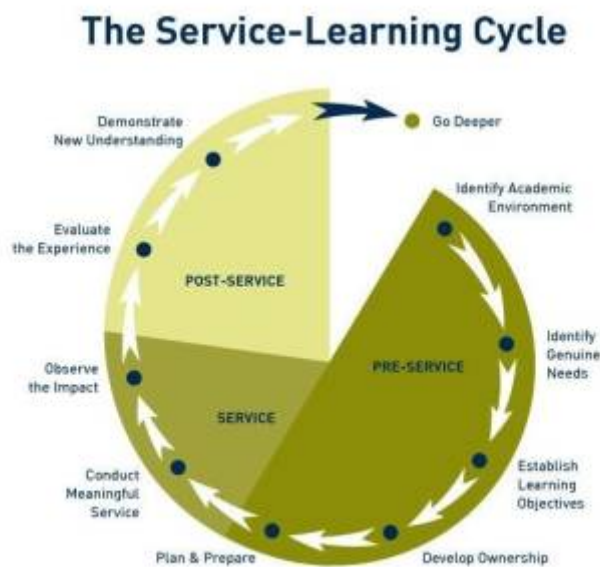 The Service-Learning Cycle
Go Deeper
Identify Academic
Environment
Identify
Genuine
Needs
Establish
Learning
Objectives
Develop Ownership
Plan & Prepare
Conduct
Meaningful
Service
Observe
the Impact
Evaluate
the Experience
Demonstrate
New Understanding
PRE-SERVICE
SERVICE
POST-SERVICE